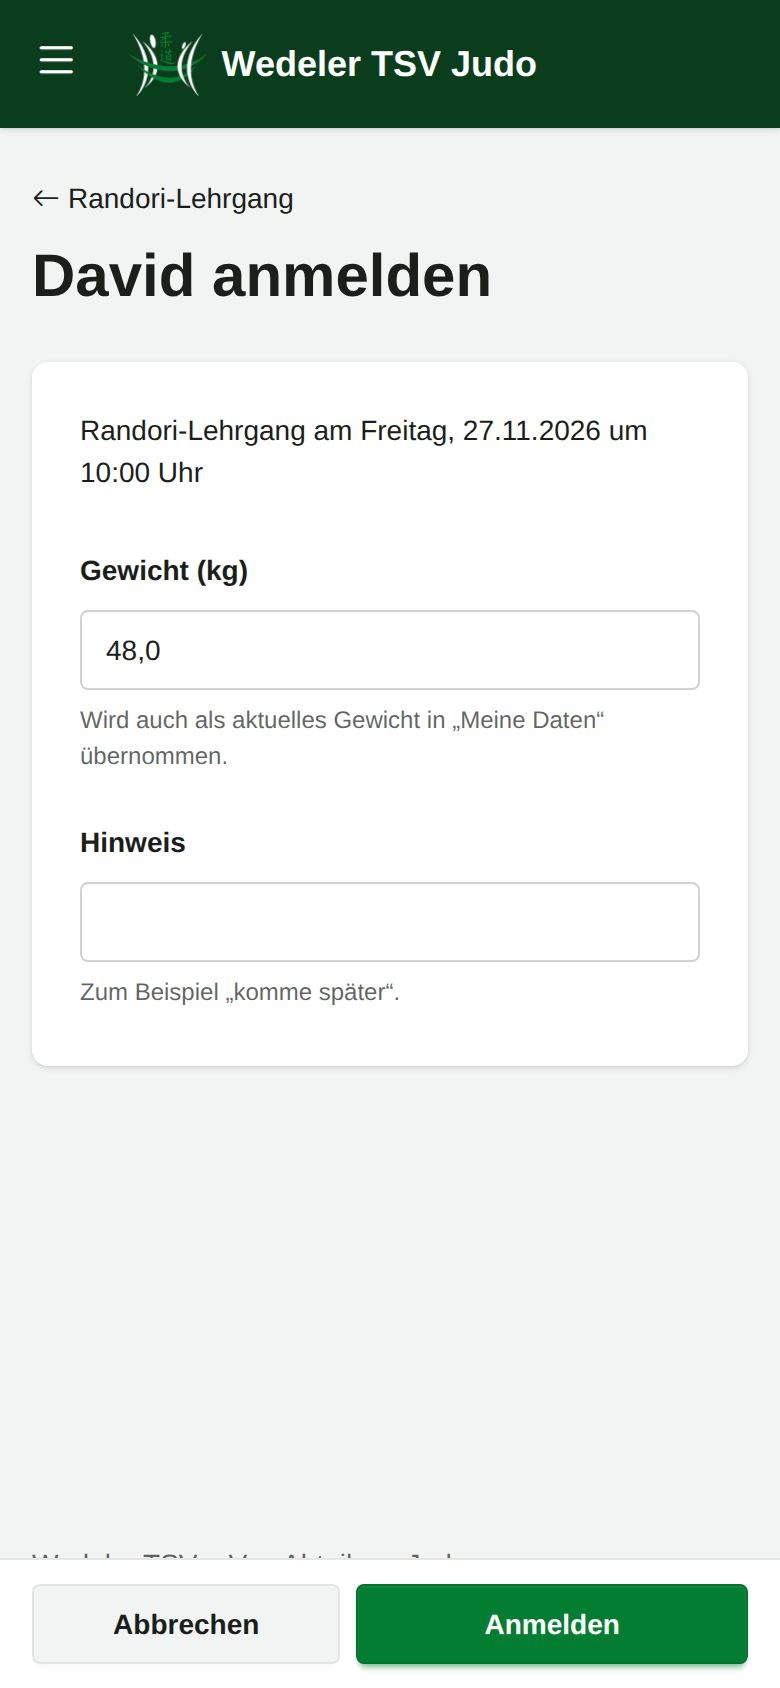 柔道
Wedeler TSV Judo
← Randori-Lehrgang
David anmelden
Randori-Lehrgang am Freitag, 27.11.2026 um
10:00 Uhr
Gewicht (kg)
48,0
Wird auch als aktuelles Gewicht in „Meine Daten“
übernommen.
Hinweis
Zum Beispiel „komme später“.
Abbrechen
Anmelden